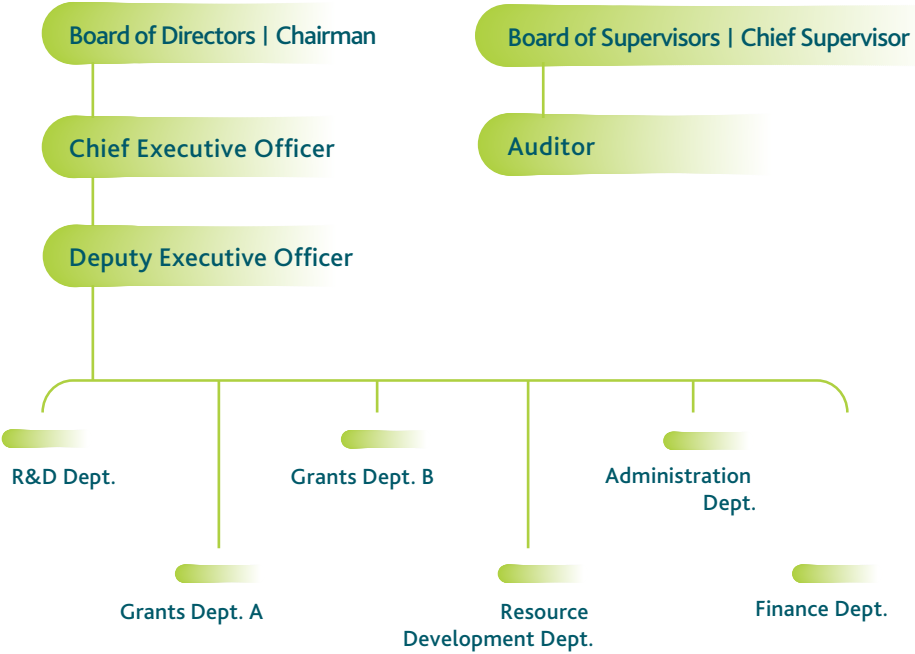 Board of Directors | Chairman
Board of Supervisors | Chief Supervisor
Chief Executive Officer
Auditor
Deputy Executive Officer
R&D Dept.
Grants Dept. B
Administration
Dept.
Grants Dept. A
Resource
Development Dept.
Finance Dept.